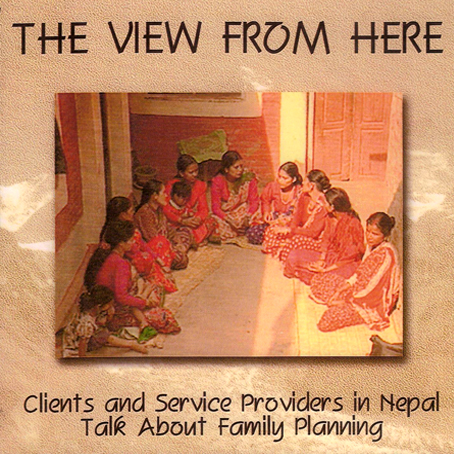 THE VIEW FROM HERE
Clients and Service Providers in Nepal
Talk About Family Planning